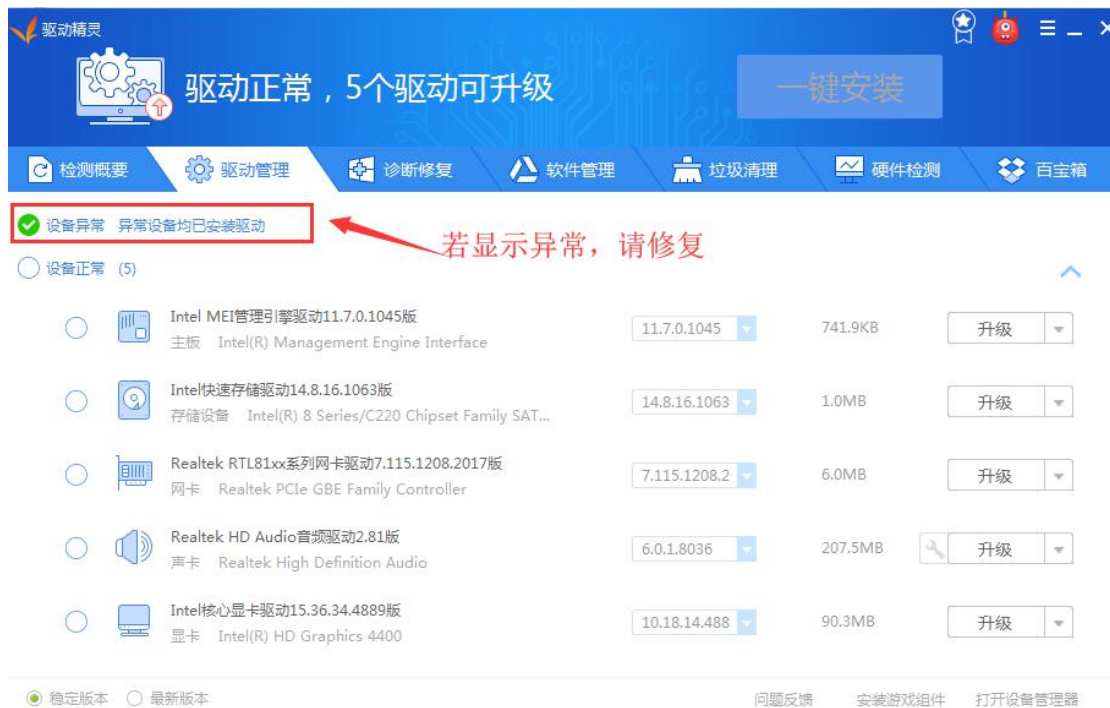 驱动精灵
驱动正常，5个驱动可升级
一键安装
检测概要 驱动管理 诊断修复 软件管理 垃圾清理 硬件检测 百宝箱
设备异常 异常设备均已安装驱动
若显示异常，请修复
设备正常 (5)
Intel MEI管理引擎驱动11.7.0.1045版
主板 Intel(R) Management Engine Interface
11.7.0.1045 741.9KB 升级
Intel快速存储驱动14.8.16.1063版
存储设备 Intel(R) 8 Series/C220 Chipset Family SAT...
14.8.16.1063 1.0MB 升级
Realtek RTL81xx系列网卡驱动7.115.1208.2017版
网卡 Realtek PCIe GBE Family Controller
7.115.1208.2 6.0MB 升级
Realtek HD Audio音频驱动2.81版
声卡 Realtek High Definition Audio
6.0.1.8036 207.5MB 升级
Intel核心显卡驱动15.36.34.4889版
显卡 Intel(R) HD Graphics 4400
10.18.14.488 90.3MB 升级
稳定版本 最新版本 问题反馈 安装游戏组件 打开设备管理器